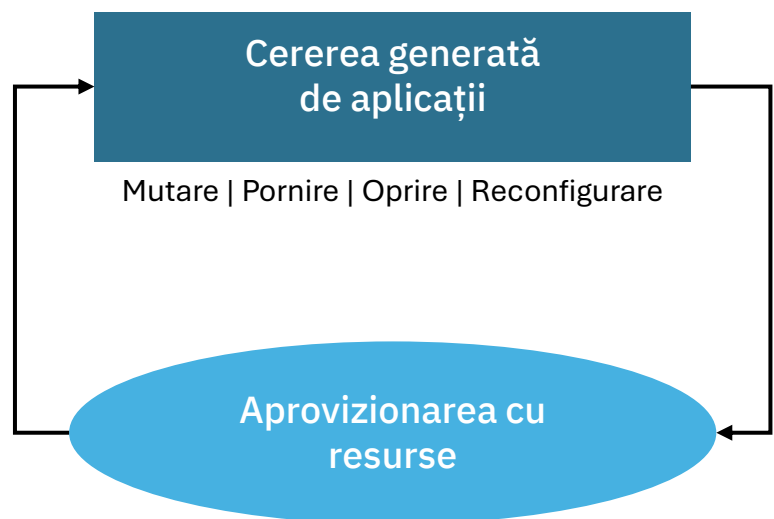 Cererea generată
de aplicații
Mutare | Pornire | Oprire | Reconfigurare
Aprovizionarea cu
resurse